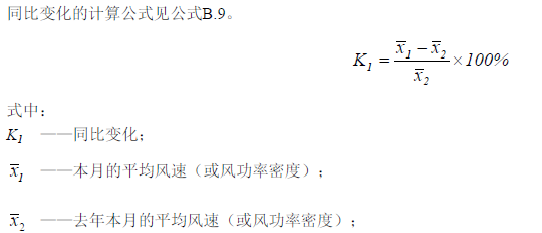 同比变化的计算公式见公式B.9。
K₁ = (x̅₁ − x̅₂) / x̅₂ ×100%
式中：
K₁ ——同比变化；
x̅₁ ——本月的平均风速（或风功率密度）；
x̅₂ ——去年本月的平均风速（或风功率密度）；